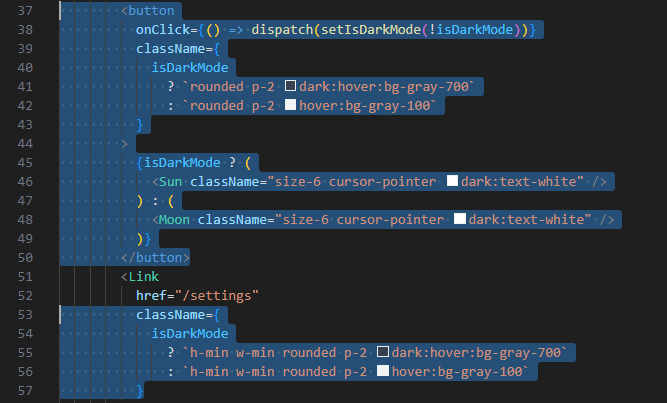 37 <button
38 onClick={() => dispatch(setIsDarkMode(!isDarkMode))}
39 className={
40 isDarkMode
41 ? `rounded p-2 dark:hover:bg-gray-700`
42 : `rounded p-2 hover:bg-gray-100`
43 }
44 >
45 {isDarkMode ? (
46 <Sun className="size-6 cursor-pointer dark:text-white" />
47 ) : (
48 <Moon className="size-6 cursor-pointer dark:text-white" />
49 )}
50 </button>
51 <Link
52 href="/settings"
53 className={
54 isDarkMode
55 ? `h-min w-min rounded p-2 dark:hover:bg-gray-700`
56 : `h-min w-min rounded p-2 hover:bg-gray-100`
57 }